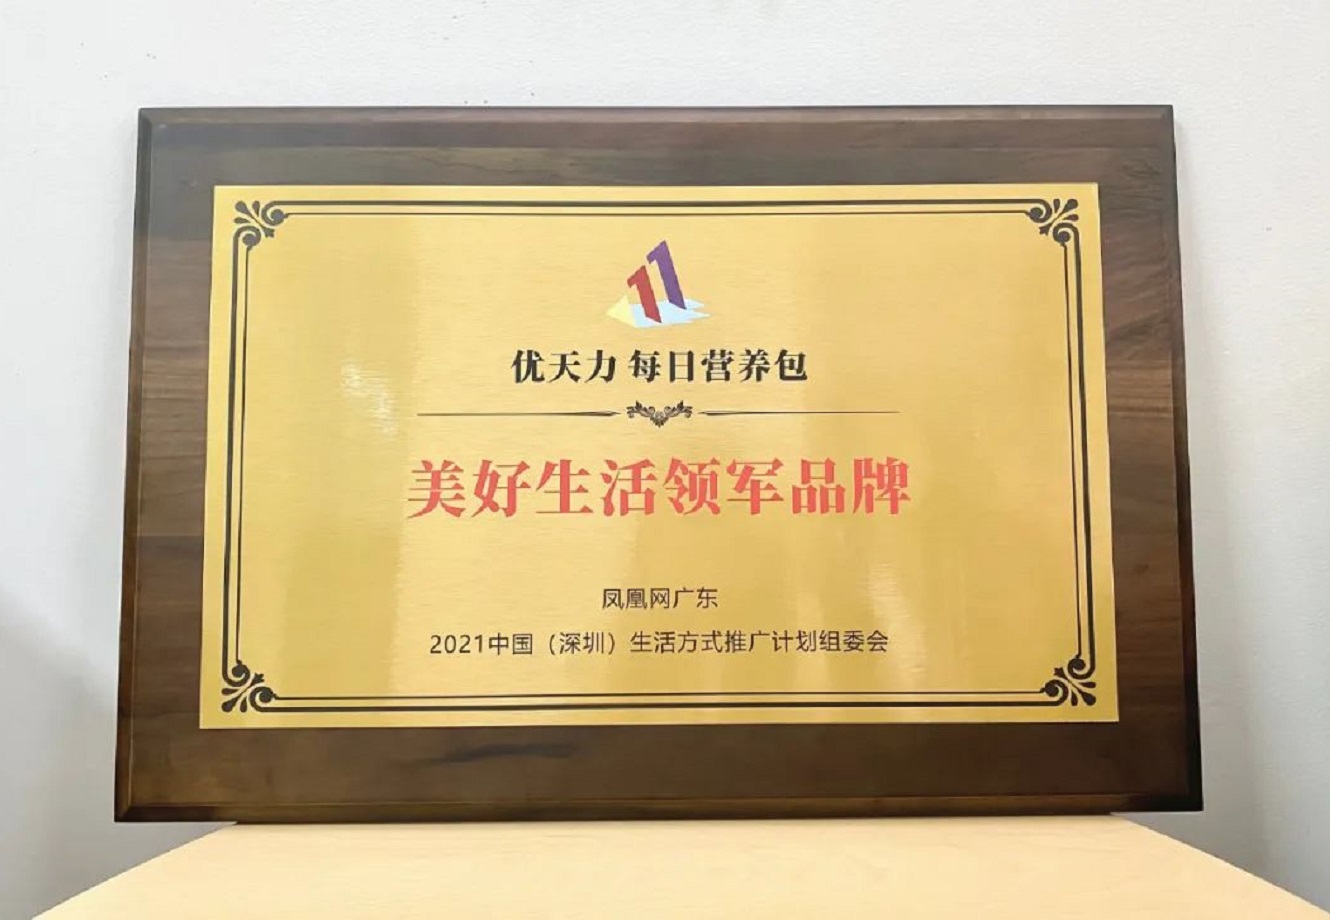 优天力 每日营养包
美好生活领军品牌
凤凰网广东
2021中国（深圳）生活方式推广计划组委会